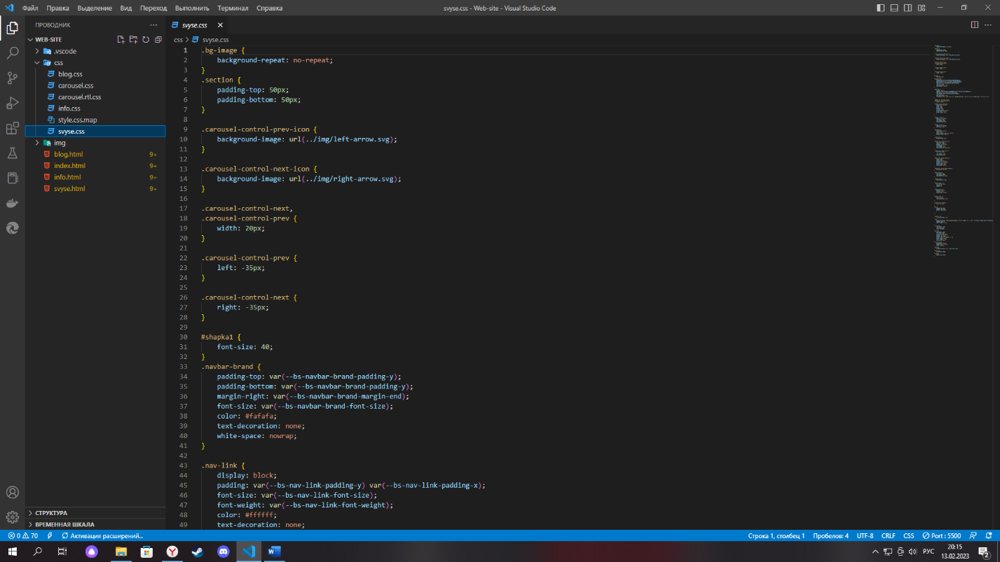 Файл Правка Выделение Вид Переход Выполнить Терминал Справка
svyse.css - Web-site - Visual Studio Code
ПРОВОДНИК
WEB-SITE
.vscode
css
blog.css
carousel.css
carousel.rtl.css
info.css
style.css.map
svyse.css
img
blog.html 9+
index.html 9+
info.html 9+
svyse.html 9+
СТРУКТУРА
ВРЕМЕННАЯ ШКАЛА
svyse.css
css > svyse.css
1 .bg-image {
2 background-repeat: no-repeat;
3 }
4 .section {
5 padding-top: 50px;
6 padding-bottom: 50px;
7 }
8
9 .carousel-control-prev-icon {
10 background-image: url(../img/left-arrow.svg);
11 }
12
13 .carousel-control-next-icon {
14 background-image: url(../img/right-arrow.svg);
15 }
16
17 .carousel-control-next,
18 .carousel-control-prev {
19 width: 20px;
20 }
21
22 .carousel-control-prev {
23 left: -35px;
24 }
25
26 .carousel-control-next {
27 right: -35px;
28 }
29
30 #shapka1 {
31 font-size: 40;
32 }
33 .navbar-brand {
34 padding-top: var(--bs-navbar-brand-padding-y);
35 padding-bottom: var(--bs-navbar-brand-padding-y);
36 margin-right: var(--bs-navbar-brand-margin-end);
37 font-size: var(--bs-navbar-brand-font-size);
38 color: #fafafa;
39 text-decoration: none;
40 white-space: nowrap;
41 }
42
43 .nav-link {
44 display: block;
45 padding: var(--bs-nav-link-padding-y) var(--bs-nav-link-padding-x);
46 font-size: var(--bs-nav-link-font-size);
47 font-weight: var(--bs-nav-link-font-weight);
48 color: #ffffff;
49 text-decoration: none;
0 70 Активация расширений...
Строка 1, столбец 1 Пробелов: 4 UTF-8 CRLF CSS Port : 5500
РУС
20:15
13.02.2023
2